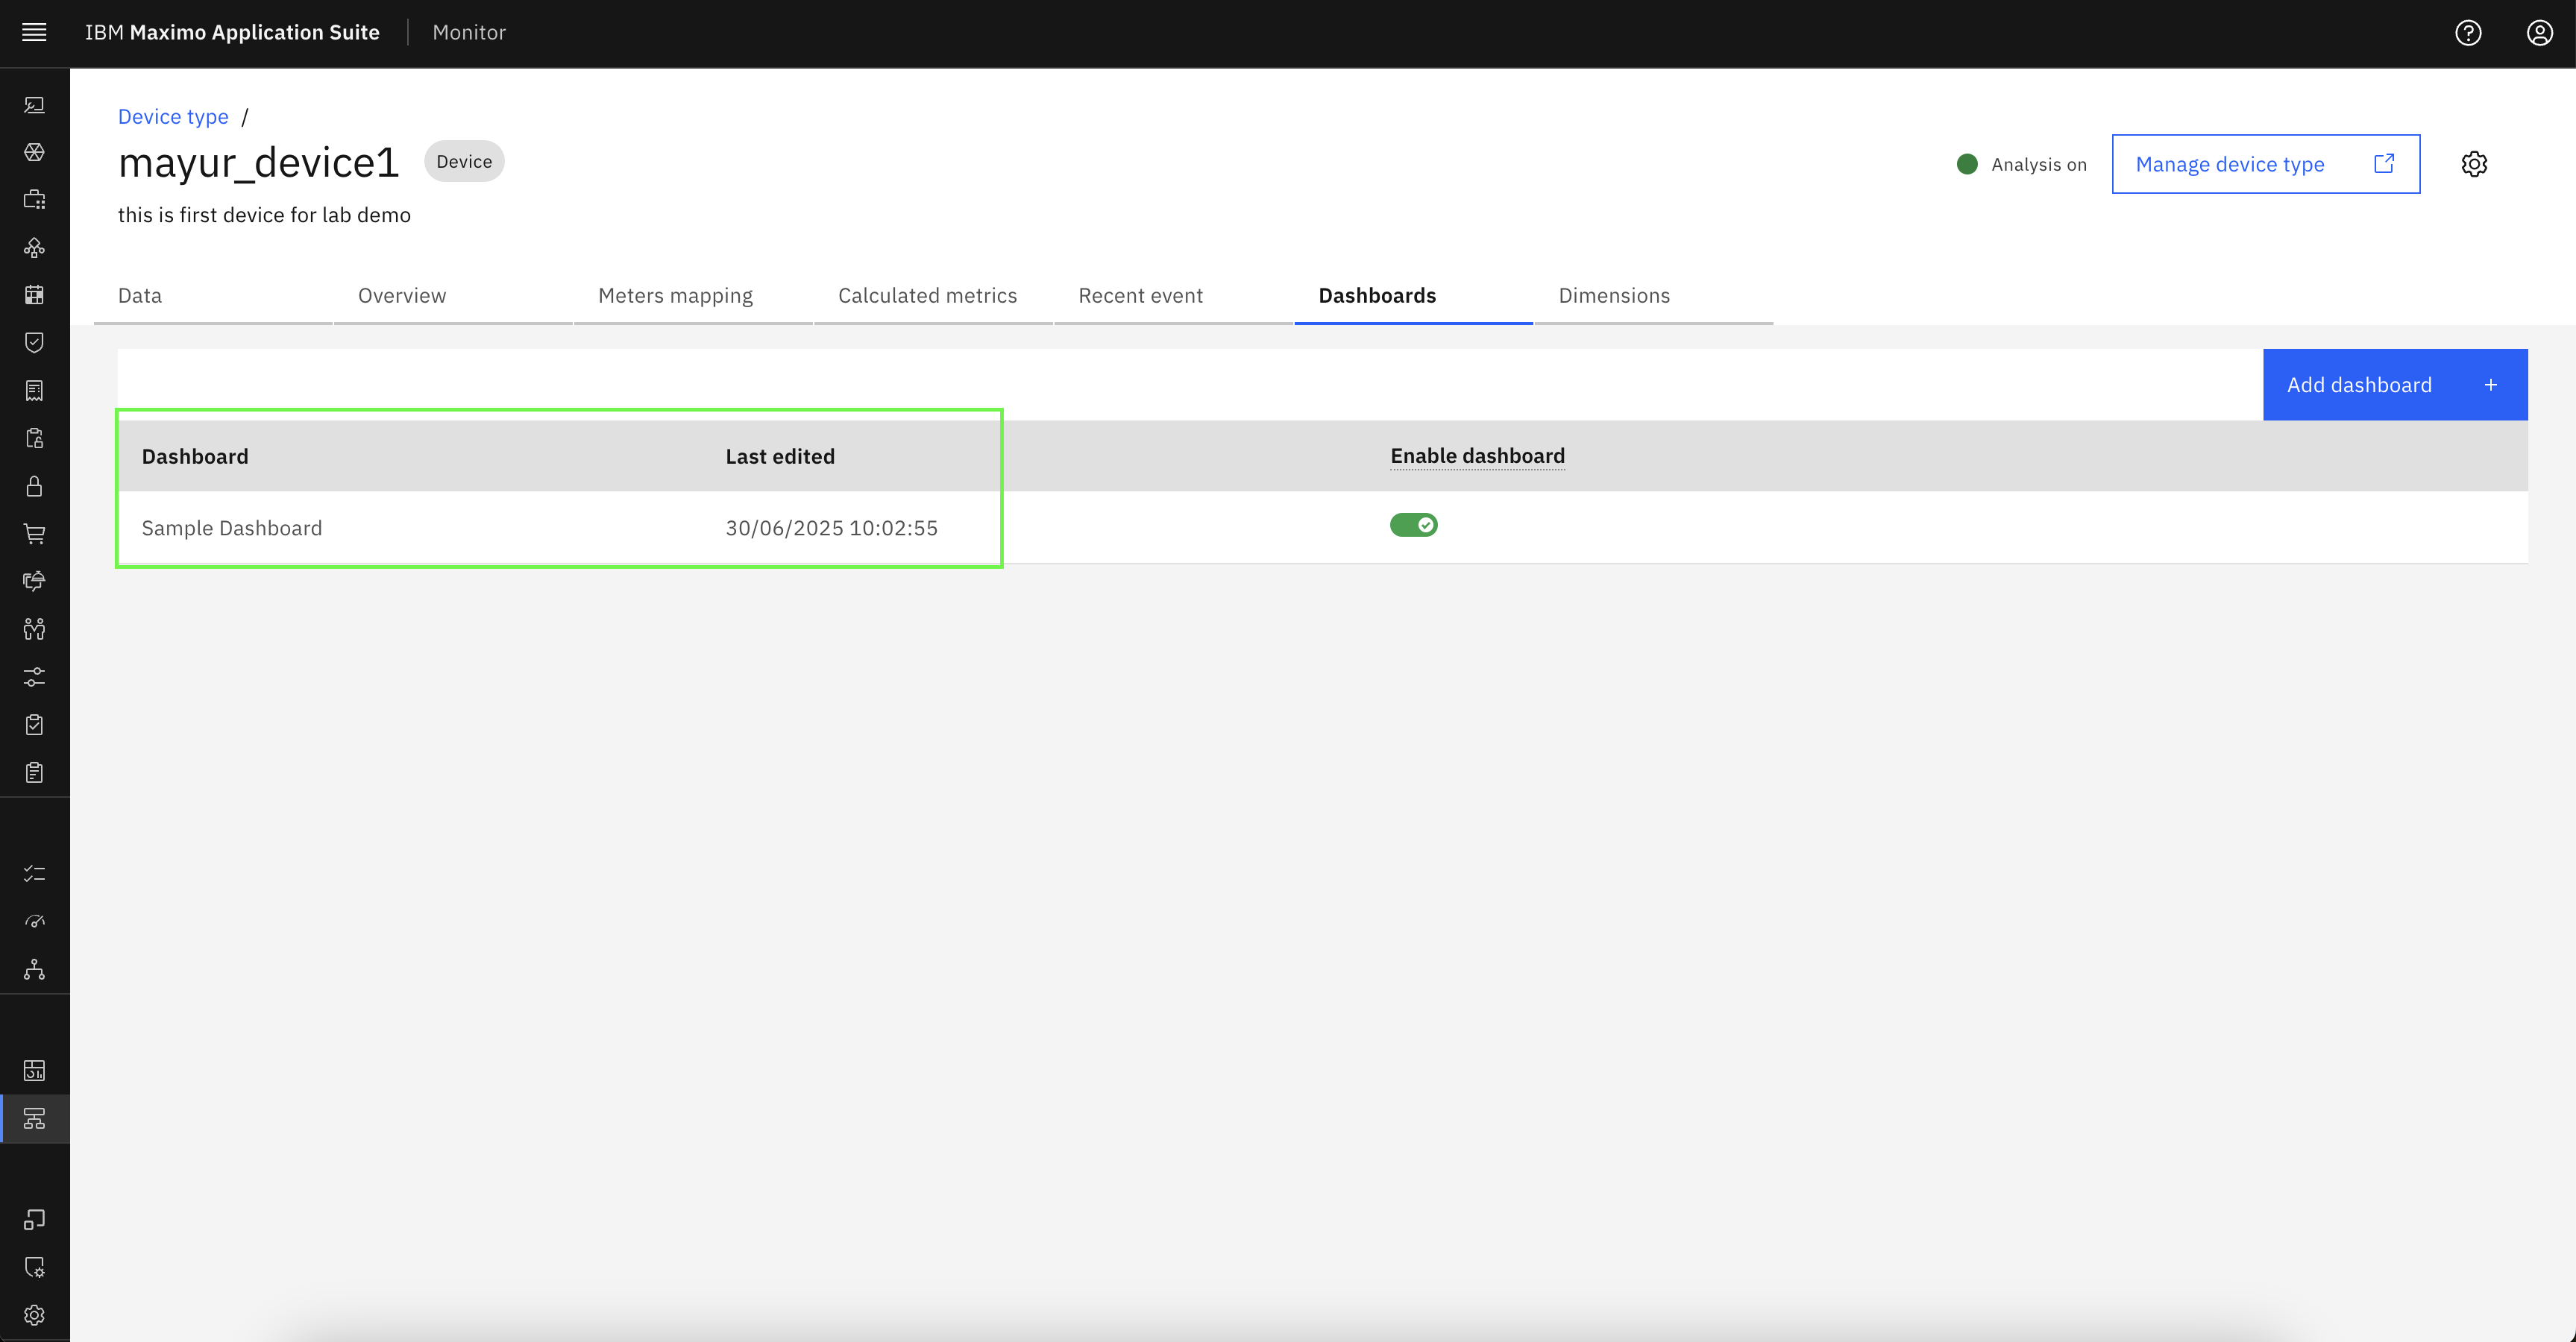 IBM Maximo Application Suite Monitor
Device type /
mayur_device1 Device
this is first device for lab demo
Analysis on Manage device type
Data Overview Meters mapping Calculated metrics Recent event Dashboards Dimensions
Add dashboard +
Dashboard Last edited Enable dashboard
Sample Dashboard 30/06/2025 10:02:55